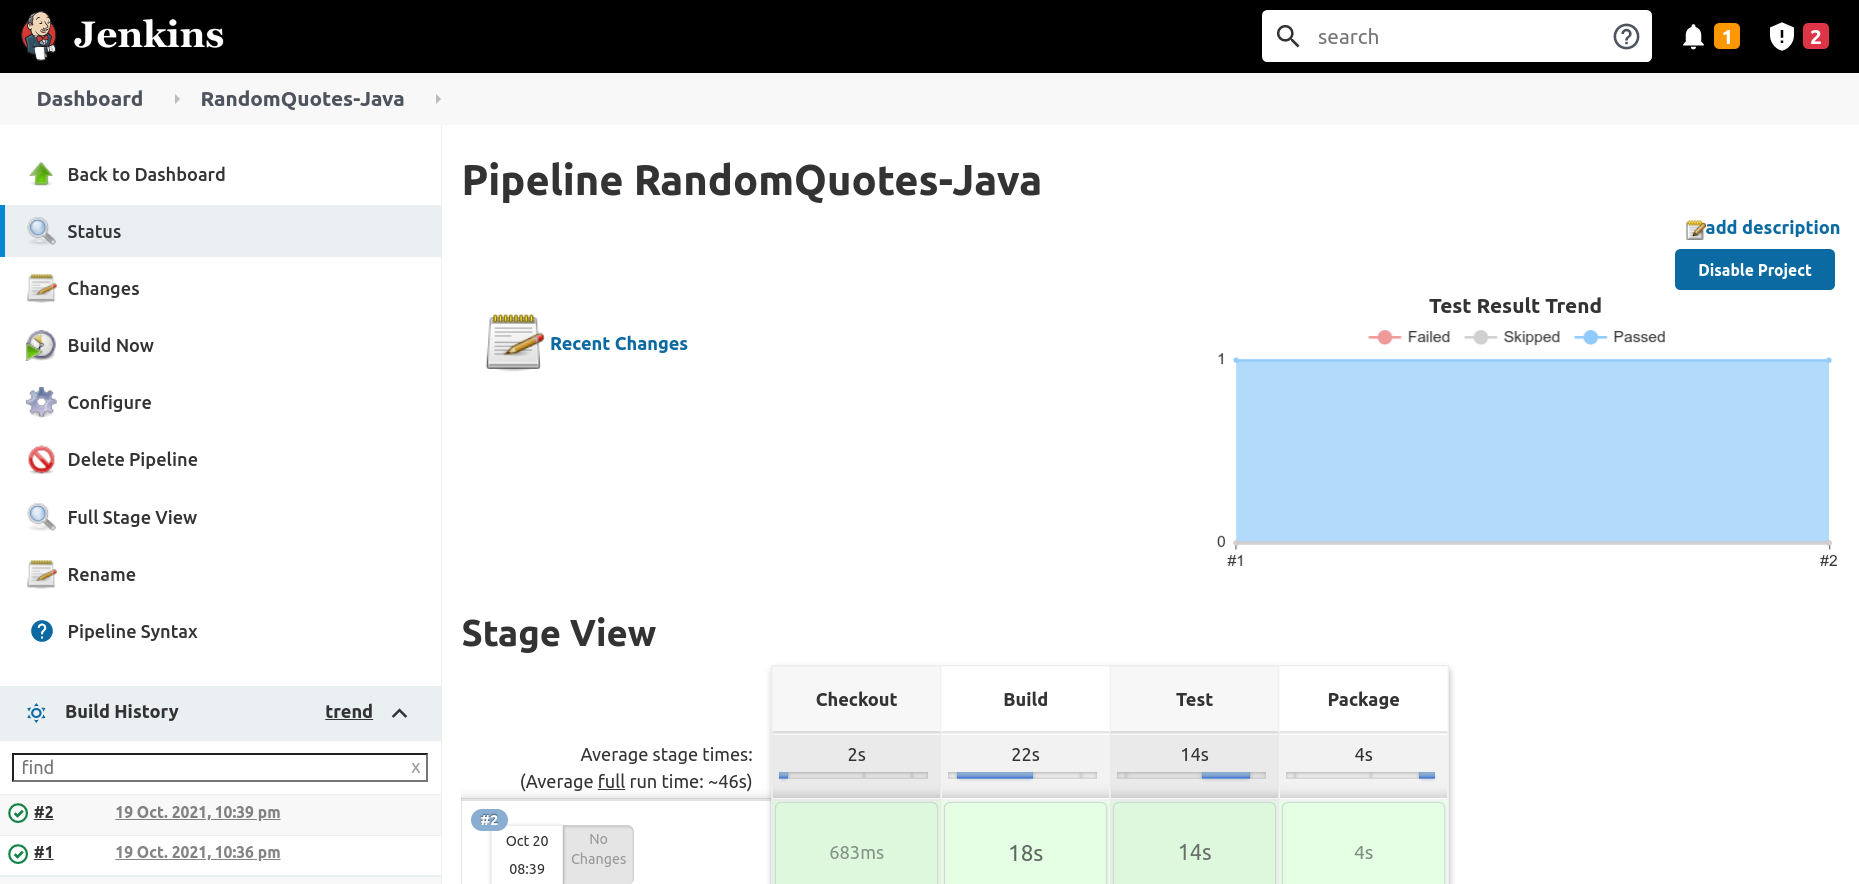 Jenkins
search
1
2
Dashboard
RandomQuotes-Java
Back to Dashboard
Status
Changes
Build Now
Configure
Delete Pipeline
Full Stage View
Rename
Pipeline Syntax
Build History
trend
find
x
#2
19 Oct. 2021, 10:39 pm
#1
19 Oct. 2021, 10:36 pm
Pipeline RandomQuotes-Java
add description
Disable Project
Recent Changes
Test Result Trend
Failed Skipped Passed
1
0
#1 #2
Stage View
Checkout Build Test Package
Average stage times: 2s 22s 14s 4s
(Average full run time: ~46s)
#2
Oct 20
08:39
No
Changes
683ms 18s 14s 4s